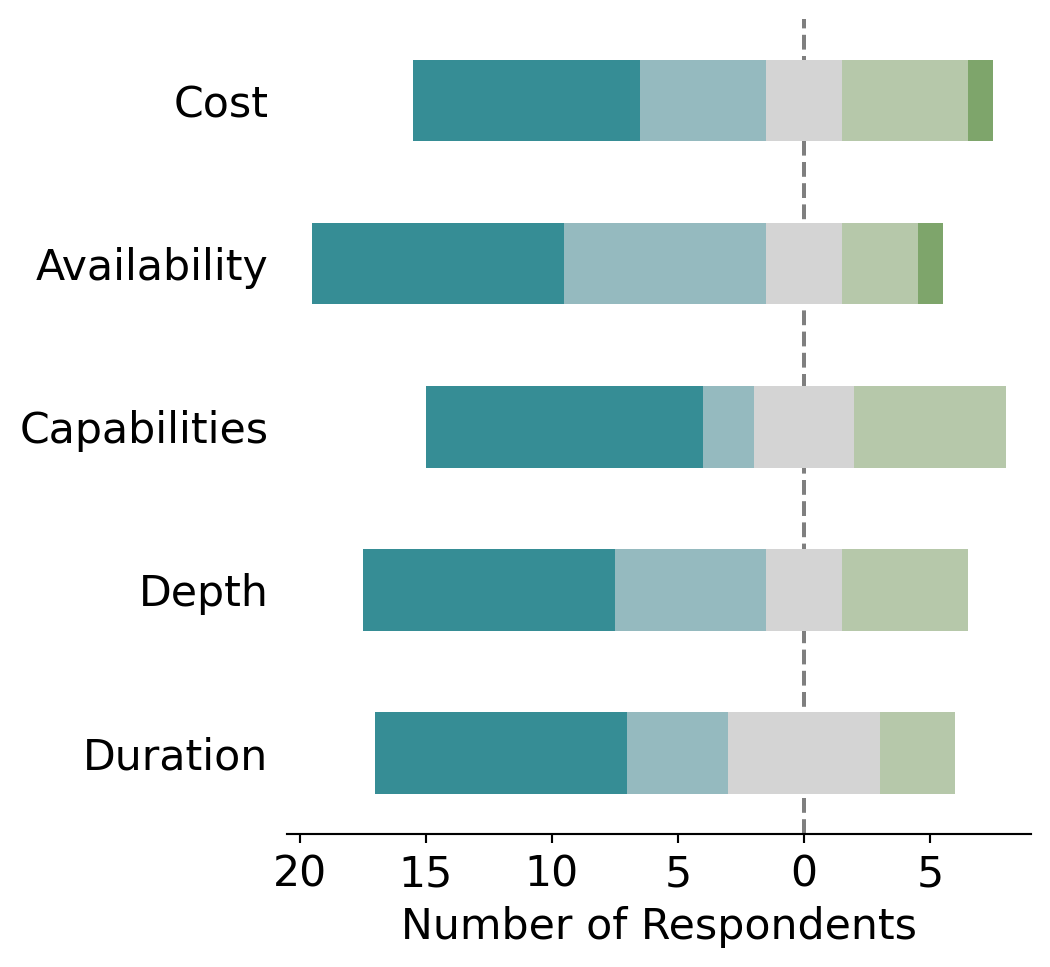 Cost
Availability
Capabilities
Depth
Duration
20 15 10 5 0 5
Number of Respondents